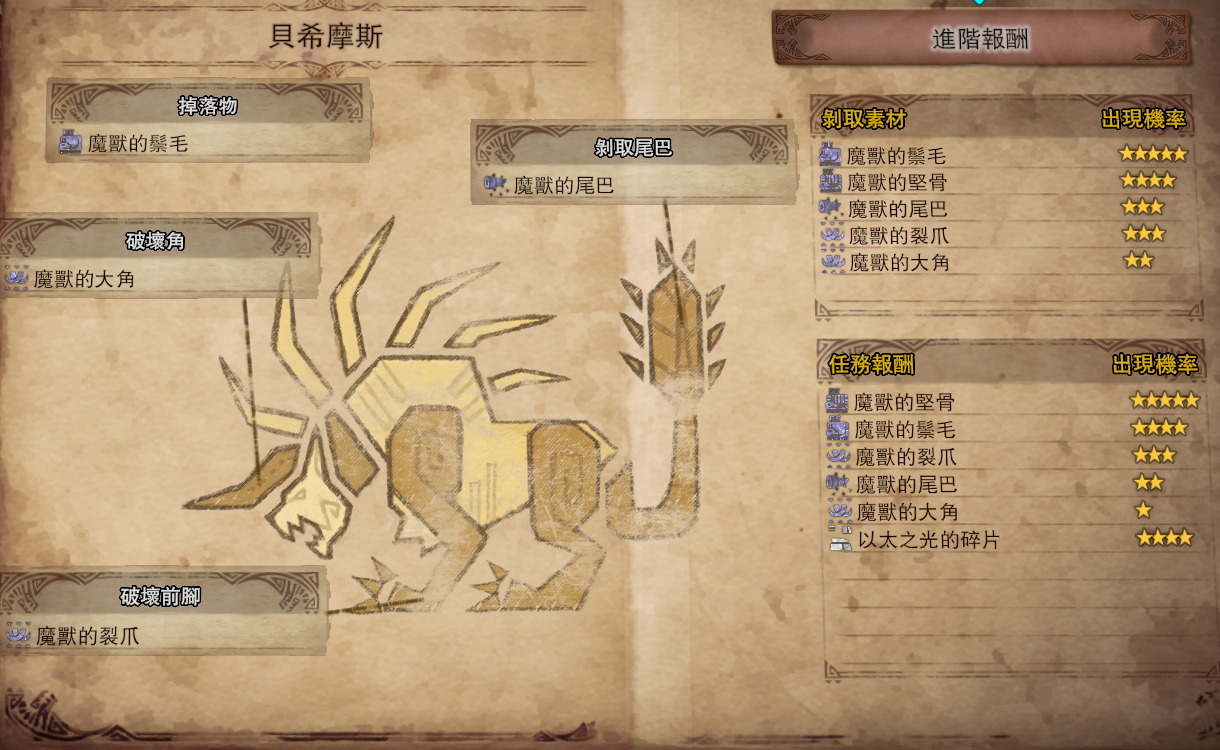 貝希摩斯
掉落物
魔獸的鬃毛
剝取尾巴
魔獸的尾巴
破壞角
魔獸的大角
破壞前腳
魔獸的裂爪
進階報酬
剝取素材 出現機率
魔獸的鬃毛
魔獸的堅骨
魔獸的尾巴
魔獸的裂爪
魔獸的大角
任務報酬 出現機率
魔獸的堅骨
魔獸的鬃毛
魔獸的裂爪
魔獸的尾巴
魔獸的大角
以太之光的碎片